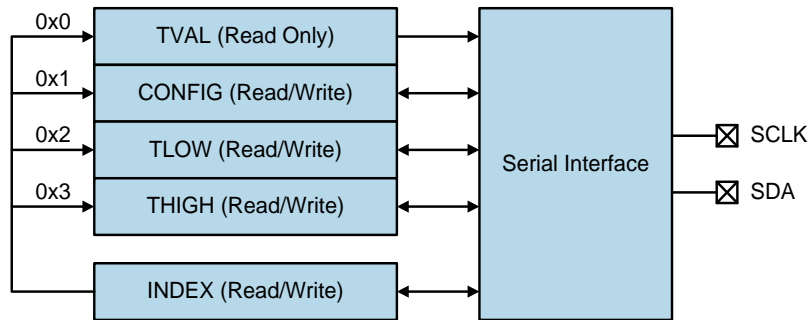 0x0
TVAL (Read Only)
0x1
CONFIG (Read/Write)
0x2
TLOW (Read/Write)
0x3
THIGH (Read/Write)
INDEX (Read/Write)
Serial Interface
SCLK
SDA